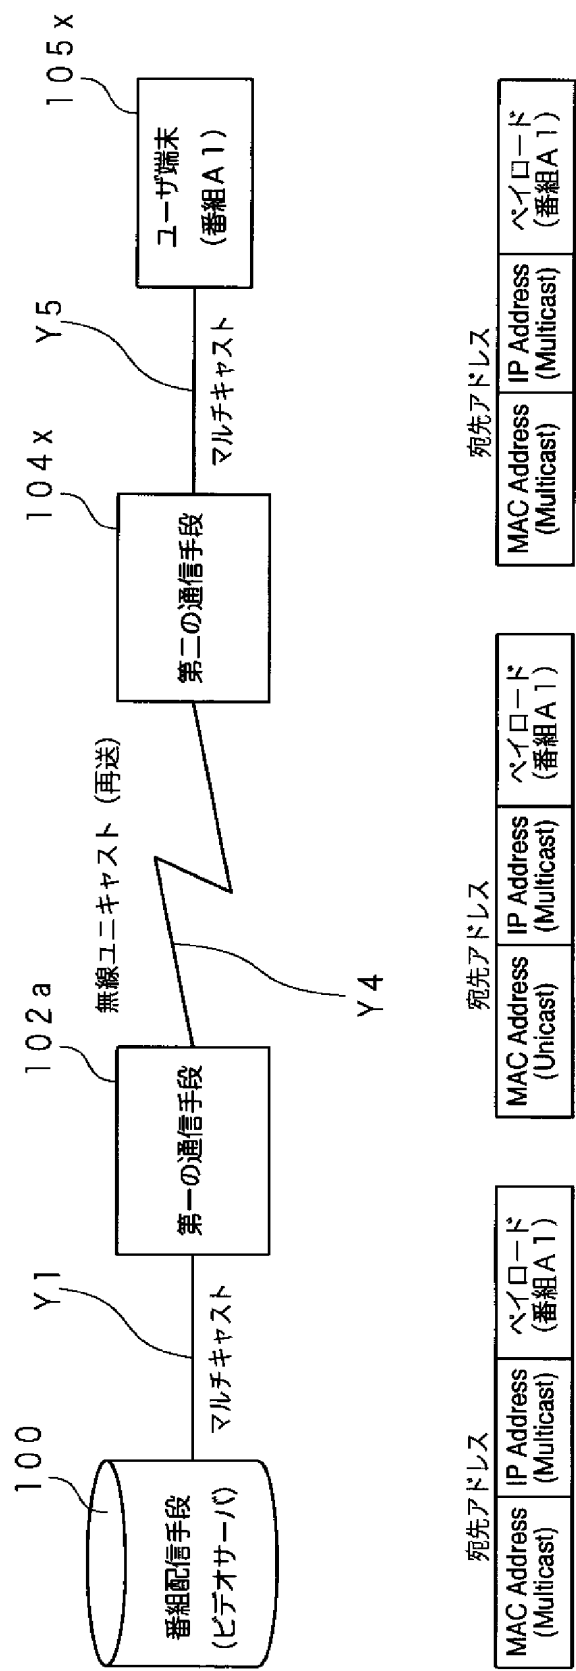 100
Y1
102a
Y4
104x
Y5
105x
番組配信手段
(ビデオサーバ)
マルチキャスト
第一の通信手段
無線ユニキャスト (再送)
第二の通信手段
マルチキャスト
ユーザ端末
(番組A1)
宛先アドレス
MAC Address
(Multicast)
IP Address
(Multicast)
ペイロード
(番組A1)
宛先アドレス
MAC Address
(Unicast)
IP Address
(Multicast)
ペイロード
(番組A1)
宛先アドレス
MAC Address
(Multicast)
IP Address
(Multicast)
ペイロード
(番組A1)